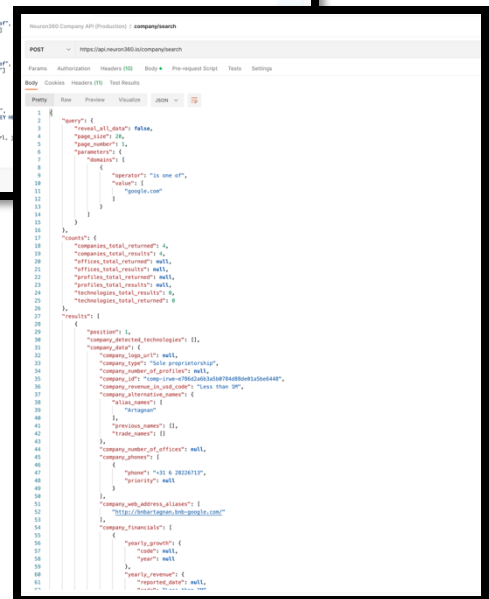 Neuron360 Company API (Production) / company/search
POST https://api.neuron360.io/company/search
Params Authorization Headers (10) Body Pre-request Script Tests Settings
Body Cookies Headers (11) Test Results
Pretty Raw Preview Visualize JSON
1 {
2 "query": {
3 "reveal_all_data": false,
4 "page_size": 20,
5 "page_number": 1,
6 "parameters": {
7 "domains": [
8 {
9 "operator": "is one of",
10 "value": [
11 "google.com"
12 ]
13 }
14 ]
15 }
16 },
17 "counts": {
18 "companies_total_returned": 4,
19 "companies_total_results": 4,
20 "offices_total_returned": null,
21 "offices_total_results": null,
22 "profiles_total_returned": null,
23 "profiles_total_results": null,
24 "technologies_total_results": 0,
25 "technologies_total_returned": 0
26 },
27 "results": [
28 {
29 "position": 1,
30 "company_detected_technologies": [],
31 "company_data": {
32 "company_logo_url": null,
33 "company_type": "Sole proprietorship",
34 "company_number_of_profiles": null,
35 "company_id":
36 "company_revenue_in_usd_code": "Less than 1M",
37 "company_alternative_names": {
38 "alias_names": [
39 "Artagnan"
40 ],
41 "previous_names": [],
42 "trade_names": []
43 },
44 "company_number_of_offices": null,
45 "company_phones": [
46 {
47 "phone": "+31 6 28226713",
48 "priority": null
49 }
50 ],
51 "company_web_address_aliases": [
52 "http://bnbartagnan.bnb-google.com/"
53 ],
54 "company_financials": [
55 {
56 "yearly_growth": {
57 "code": null,
58 "year": null
59 },
60 "yearly_revenue": {
61 "reported_date": null,